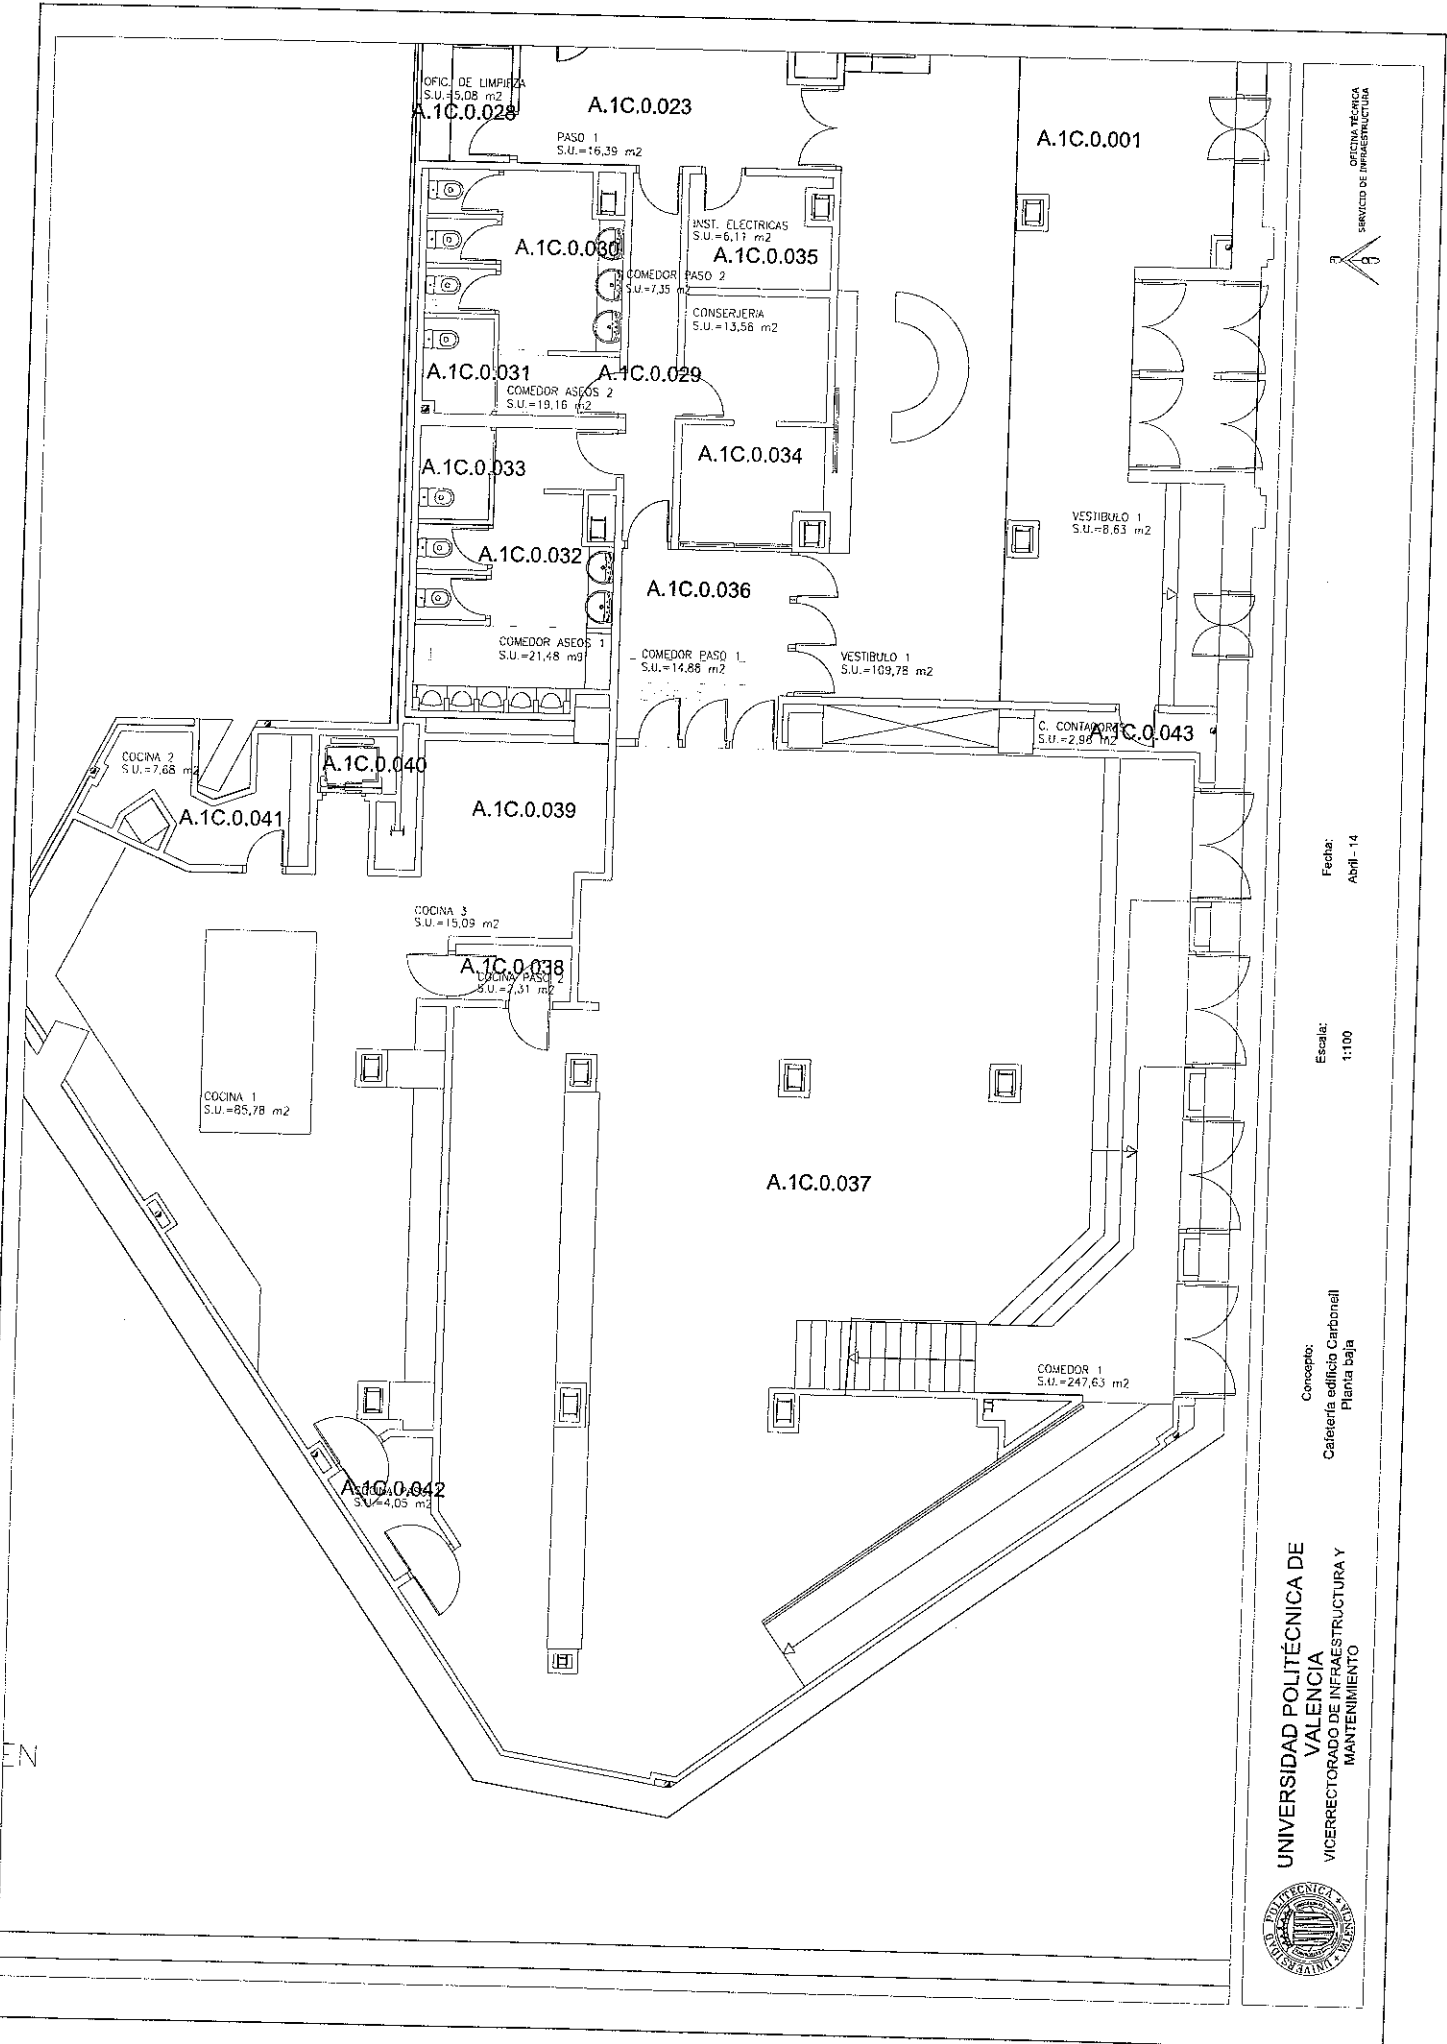 OFIC. DE LIMPIEZA
S.U.=5,08 m2
A.1C.0.028
A.1C.0.023
PASO 1
S.U.=16,39 m2
A.1C.0.001
A.1C.0.030
INST. ELECTRICAS
S.U.=6,11 m2
A.1C.0.035
COMEDOR PASO 2
S.U.=7,35 m2
CONSERJERIA
S.U.=13,56 m2
A.1C.0.031
A.1C.0.029
COMEDOR ASEOS 2
S.U.=19,16 m2
A.1C.0.033
A.1C.0.034
VESTIBULO 1
S.U.=8,63 m2
A.1C.0.032
A.1C.0.036
COMEDOR ASEOS 1
S.U.=21,48 m2
COMEDOR PASO 1
S.U.=14,88 m2
VESTIBULO 1
S.U.=109,78 m2
C. CONTADORES
S.U.=2,96 m2
A.1C.0.043
COCINA 2
S.U.=7,68 m2
A.1C.0.040
A.1C.0.041
A.1C.0.039
COCINA 3
S.U.=15,09 m2
A.1C.0.038
COCINA PASO 2
S.U.=2,31 m2
COCINA 1
S.U.=85,78 m2
A.1C.0.037
COMEDOR 1
S.U.=247,63 m2
A.1C.0.042
S.U.=4,05 m2
EN
UNIVERSIDAD POLITECNICA VALENCIA
UNIVERSIDAD POLITÉCNICA DE
VALENCIA
VICERRECTORADO DE INFRAESTRUCTURA Y
MANTENIMIENTO
Concepto:
Cafetería edificio Carbonell
Planta baja
Escala:
1:100
Fecha:
Abril - 14
OFICINA TÉCNICA
SERVICIO DE INFRAESTRUCTURA